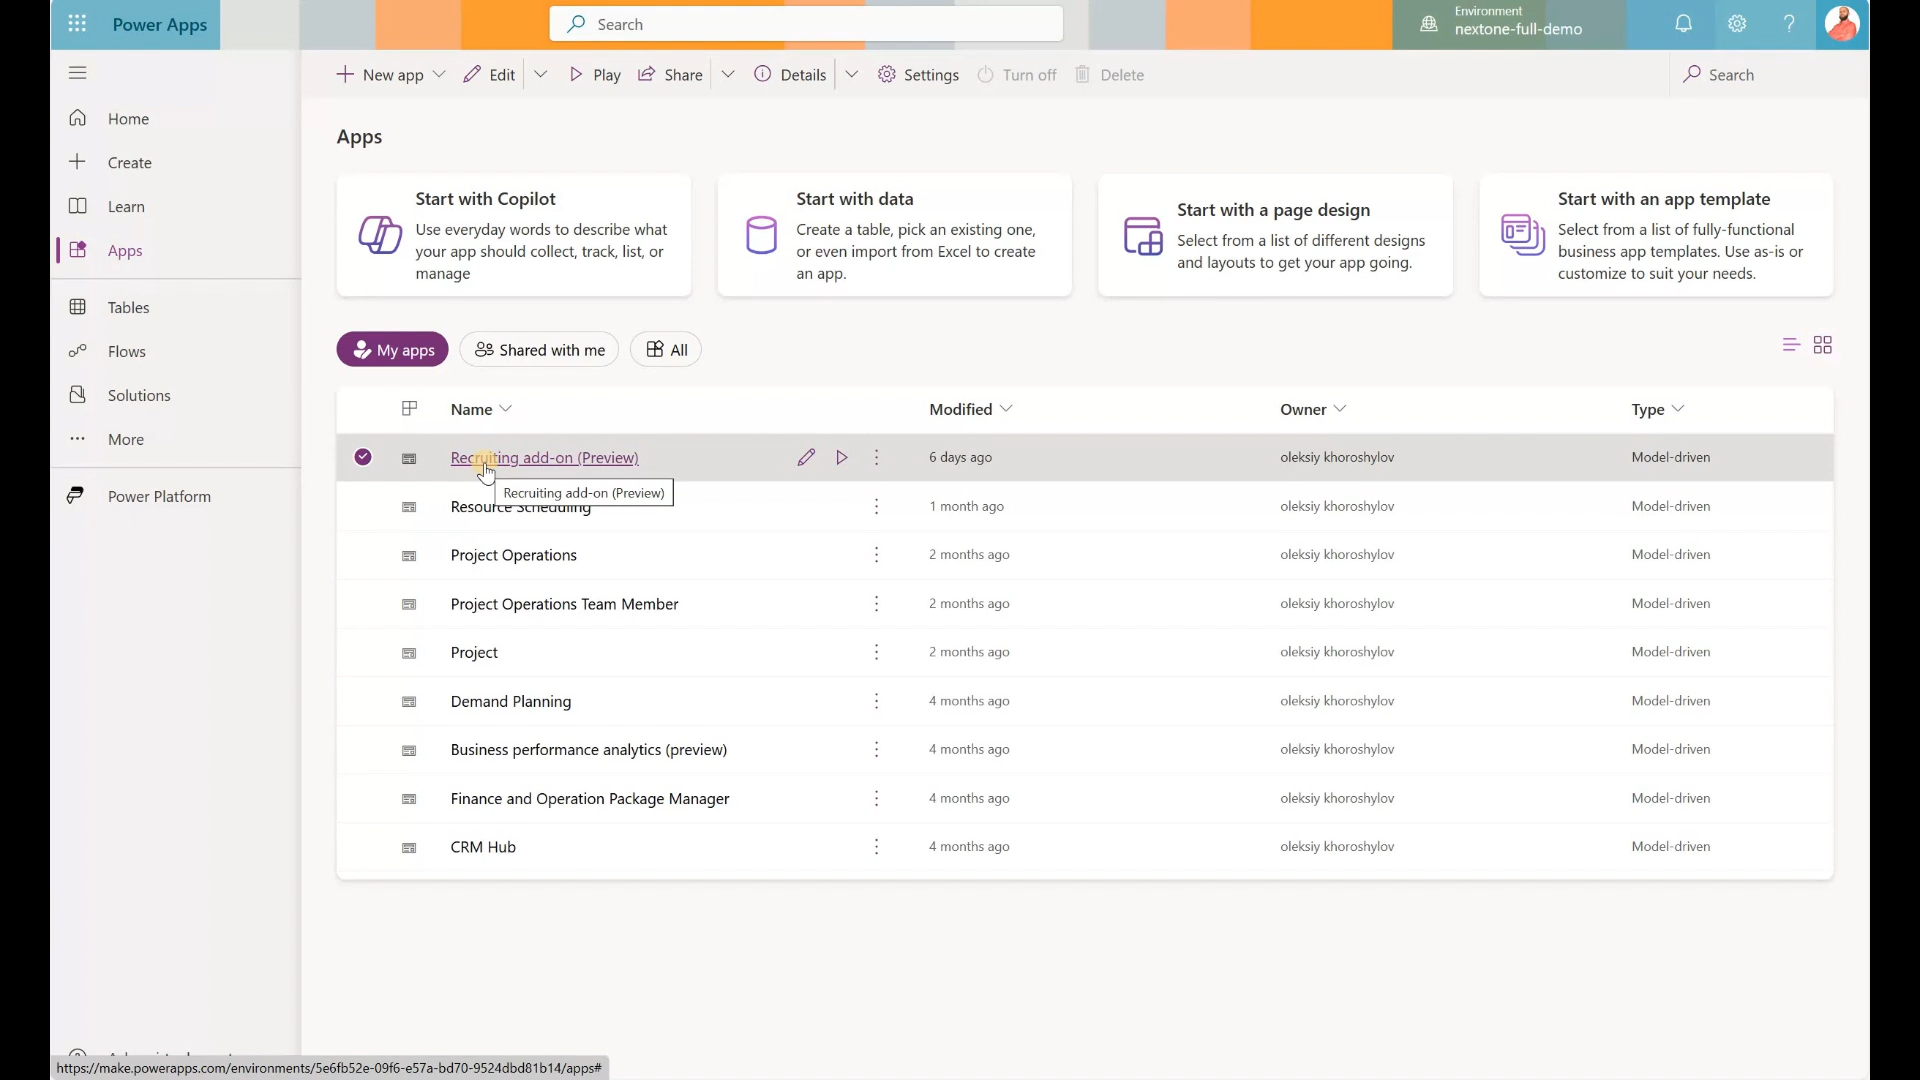 Power Apps
Search
Environment
nextone-full-demo
New app
Edit
Play
Share
Details
Settings
Turn off
Delete
Search
Home
Create
Learn
Apps
Tables
Flows
Solutions
More
Power Platform
Apps
Start with Copilot
Use everyday words to describe what
your app should collect, track, list, or
manage
Start with data
Create a table, pick an existing one,
or even import from Excel to create
an app.
Start with a page design
Select from a list of different designs
and layouts to get your app going.
Start with an app template
Select from a list of fully-functional
business app templates. Use as-is or
customize to suit your needs.
My apps
Shared with me
All
Name Modified Owner Type
Recruiting add-on (Preview) 6 days ago oleksiy khoroshylov Model-driven
Recruiting add-on (Preview)
Resource Scheduling 1 month ago oleksiy khoroshylov Model-driven
Project Operations 2 months ago oleksiy khoroshylov Model-driven
Project Operations Team Member 2 months ago oleksiy khoroshylov Model-driven
Project 2 months ago oleksiy khoroshylov Model-driven
Demand Planning 4 months ago oleksiy khoroshylov Model-driven
Business performance analytics (preview) 4 months ago oleksiy khoroshylov Model-driven
Finance and Operation Package Manager 4 months ago oleksiy khoroshylov Model-driven
CRM Hub 4 months ago oleksiy khoroshylov Model-driven
https://make.powerapps.com/environments/5e6fb52e-09f6-e57a-bd70-9524dbd81b14/apps#